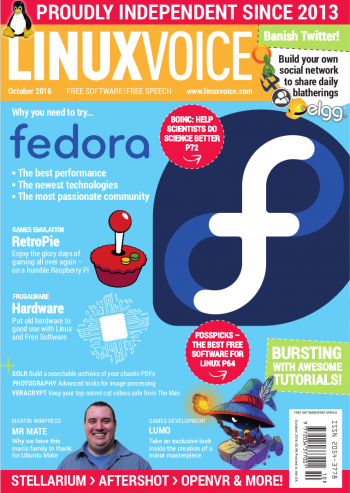 PROUDLY INDEPENDENT SINCE 2013
LINUXVOICE
October 2016
FREE SOFTWARE | FREE SPEECH
www.linuxvoice.com
Banish Twitter!
Build your own
social network
to share daily
blatherings
elgg
Why you need to try...
fedora
• The best performance
• The newest technologies
• The most passionate community
BOINC: HELP
SCIENTISTS DO
SCIENCE BETTER
P72
GAMES EMULATION
RetroPie
Enjoy the glory days of
gaming all over again –
on a humble Raspberry Pi
FRUGALWARE
Hardware
Put old hardware to
good use with Linux
and Free Software
FOSSPICKS –
THE BEST FREE
SOFTWARE FOR
LINUX P64
SOLR Build a searchable archives of your chaotic PDFs
PHOTOGRAPHY Advanced tricks for image processing
VERACRYPT Keep your top-secret cat videos safe from The Man
BURSTING
WITH AWESOME
TUTORIALS!
MARTIN WIMPRESS
MR MATE
Why we have this
man's family to thank
for Ubuntu Mate
GAMES DEVELOPMENT
LUMO
Take an exclusive look
inside the creation of a
minor masterpiece
FREE SOFTWARE FREE SPEECH
ISSN 2054-3778
STELLARIUM > AFTERSHOT > OPENVR & MORE!